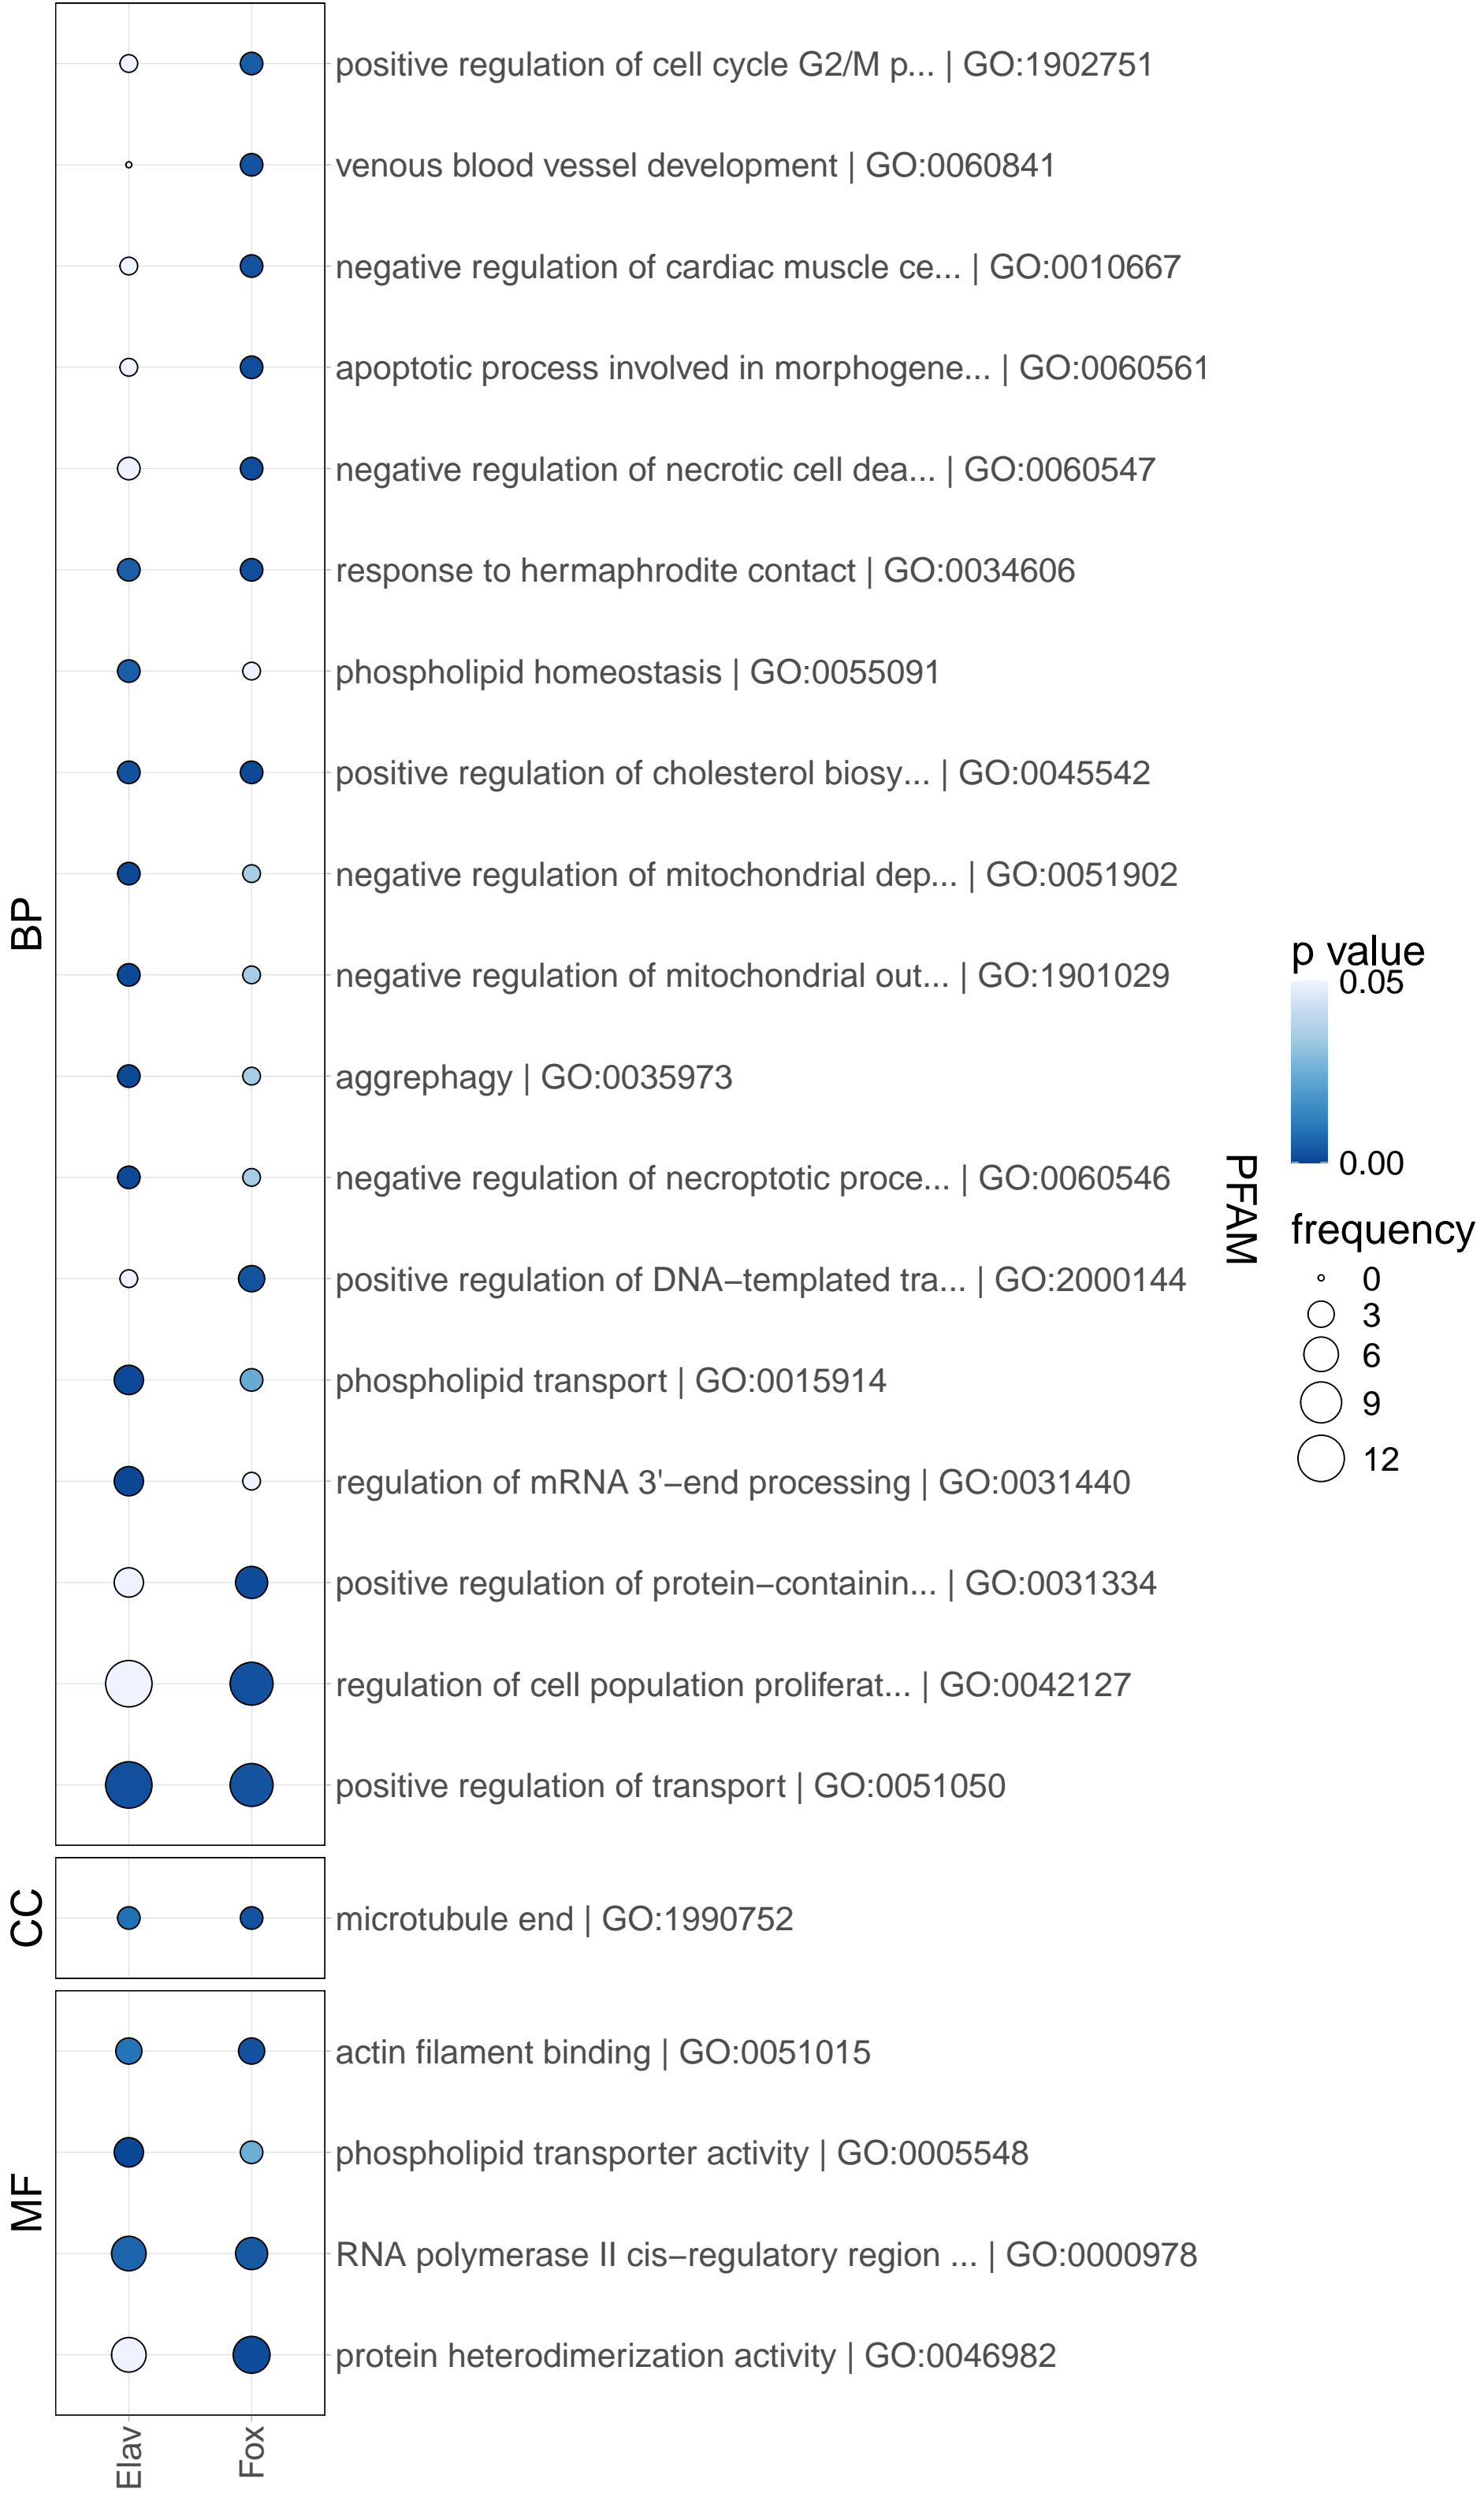 positive regulation of cell cycle G2/M p... | GO:1902751
venous blood vessel development | GO:0060841
negative regulation of cardiac muscle ce... | GO:0010667
apoptotic process involved in morphogene... | GO:0060561
negative regulation of necrotic cell dea... | GO:0060547
response to hermaphrodite contact | GO:0034606
phospholipid homeostasis | GO:0055091
positive regulation of cholesterol biosy... | GO:0045542
negative regulation of mitochondrial dep... | GO:0051902
negative regulation of mitochondrial out... | GO:1901029
aggrephagy | GO:0035973
negative regulation of necroptotic proce... | GO:0060546
positive regulation of DNA−templated tra... | GO:2000144
phospholipid transport | GO:0015914
regulation of mRNA 3'−end processing | GO:0031440
positive regulation of protein−containin... | GO:0031334
regulation of cell population proliferat... | GO:0042127
positive regulation of transport | GO:0051050
BP
microtubule end | GO:1990752
CC
actin filament binding | GO:0051015
phospholipid transporter activity | GO:0005548
RNA polymerase II cis−regulatory region ... | GO:0000978
protein heterodimerization activity | GO:0046982
MF
Elav
Fox
PFAM
p value
0.05
0.00
frequency
0
3
6
9
12